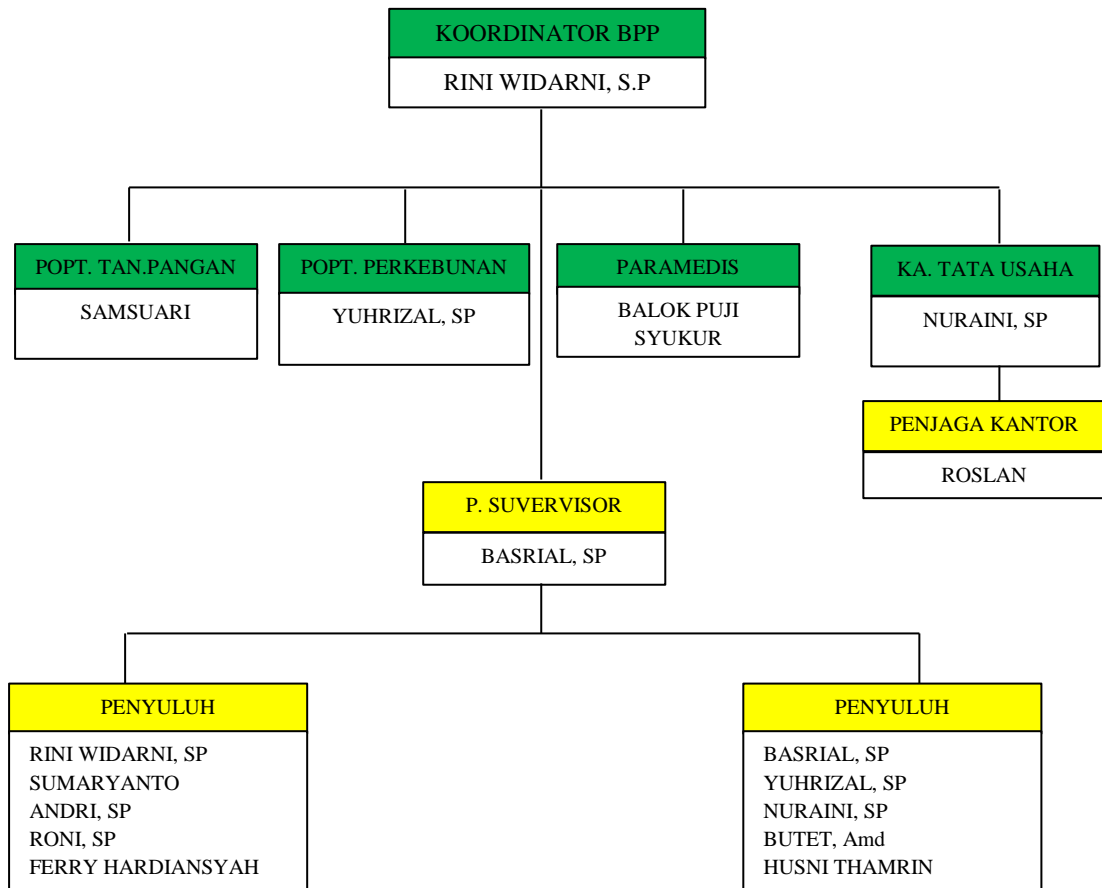 KOORDINATOR BPP
RINI WIDARNI, S.P
POPT. TAN.PANGAN
SAMSUARI
POPT. PERKEBUNAN
YUHRIZAL, SP
PARAMEDIS
BALOK PUJI
SYUKUR
KA. TATA USAHA
NURAINI, SP
PENJAGA KANTOR
ROSLAN
P. SUVERVISOR
BASRIAL, SP
PENYULUH
RINI WIDARNI, SP
SUMARYANTO
ANDRI, SP
RONI, SP
FERRY HARDIANSYAH
PENYULUH
BASRIAL, SP
YUHRIZAL, SP
NURAINI, SP
BUTET, Amd
HUSNI THAMRIN